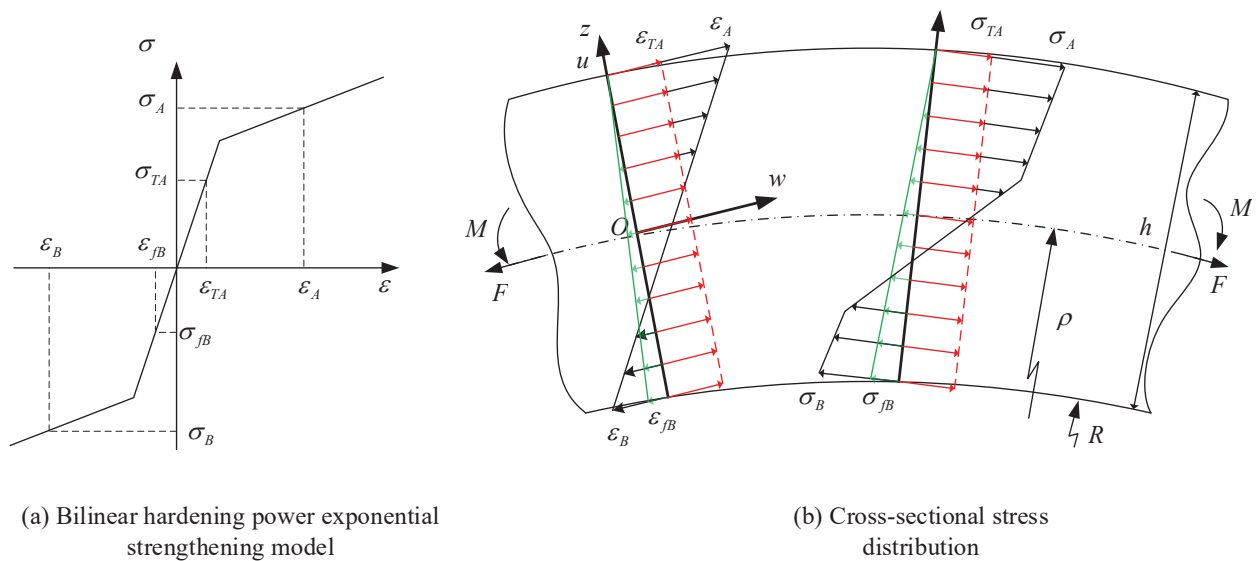 σ
σ_A
σ_TA
ε_B
ε_fB
ε_TA
ε_A
ε
σ_fB
σ_B
(a) Bilinear hardening power exponential
strengthening model
z
u
ε_TA
ε_A
σ_TA
σ_A
w
O
M
F
h
M
F
ρ
ε_B
ε_fB
σ_B
σ_fB
R
(b) Cross-sectional stress
distribution